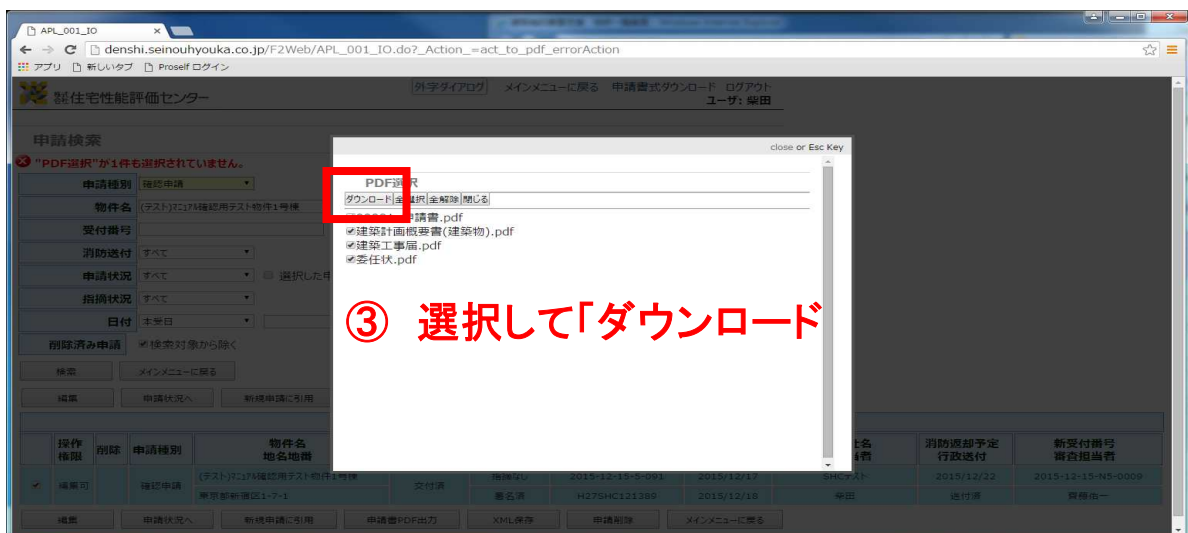 APL_001_IO
denshi.seinouhyouka.co.jp/F2Web/APL_001_IO.do?_Action_=act_to_pdf_errorAction
アプリ 新しいタブ Proself ログイン
住宅性能評価センター
外字ダイアログ メインメニューに戻る 申請書式ダウンロード ログアウト
ユーザ: 柴田
申請検索
"PDF選択"が1件も選択されていません。
close or Esc Key
PDF選択
ダウンロード 全選択 全解除 閉じる
申請書.pdf
建築計画概要書(建築物).pdf
建築工事届.pdf
委任状.pdf
③ 選択して「ダウンロード
申請種別 確認申請
物件名 (テスト)マニュアル確認用テスト物件1号棟
受付番号
消防送付 すべて
申請状況 すべて 選択した申
指摘状況 すべて
日付 本受日
削除済み申請 検索対象から除く
検索 メインメニューに戻る
編集 申請状況へ 新規申請に引用
操作権限 削除 申請種別 物件名 地名地番 消防返却予定 行政送付 新受付番号 審査担当者
編集可 確認申請 (テスト)マニュアル確認用テスト物件1号棟 交付済 指摘なし 2015-12-15-5-091 2015/12/17 SHCテスト 2015/12/22 2015-12-15-N5-0009
東京都新宿区1-7-1 署名済 H27SHC121389 2015/12/18 柴田 送付済
編集 申請状況へ 新規申請に引用 申請書PDF出力 XML保存 申請削除 メインメニューに戻る